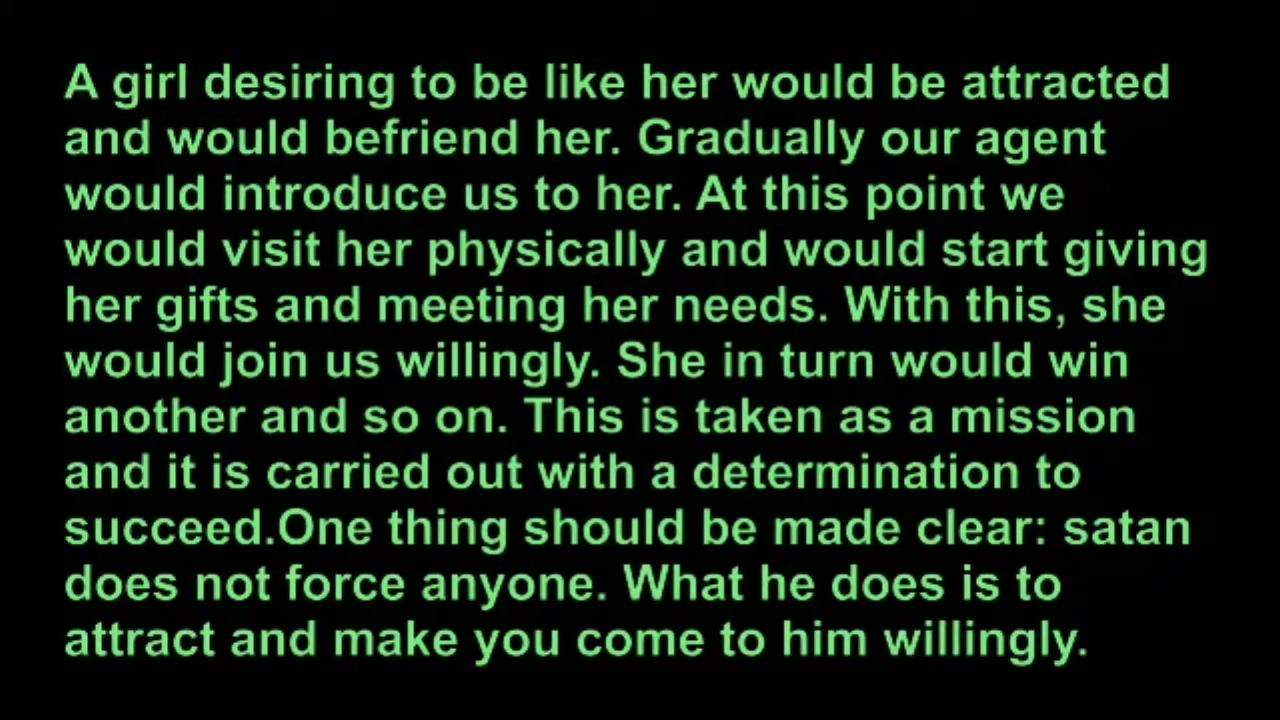 A girl desiring to be like her would be attracted
and would befriend her. Gradually our agent
would introduce us to her. At this point we
would visit her physically and would start giving
her gifts and meeting her needs. With this, she
would join us willingly. She in turn would win
another and so on. This is taken as a mission
and it is carried out with a determination to
succeed.One thing should be made clear: satan
does not force anyone. What he does is to
attract and make you come to him willingly.